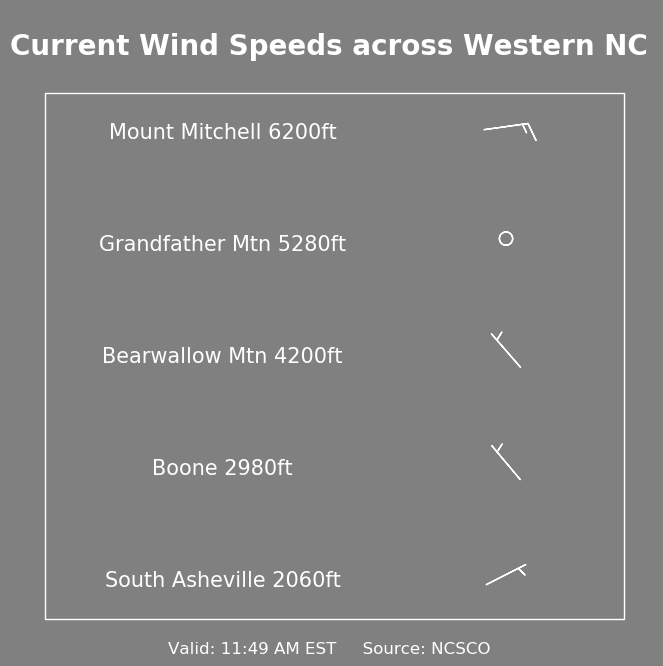 Current Wind Speeds across Western NC
Mount Mitchell 6200ft
Grandfather Mtn 5280ft
Bearwallow Mtn 4200ft
Boone 2980ft
South Asheville 2060ft
Valid: 11:49 AM EST Source: NCSCO